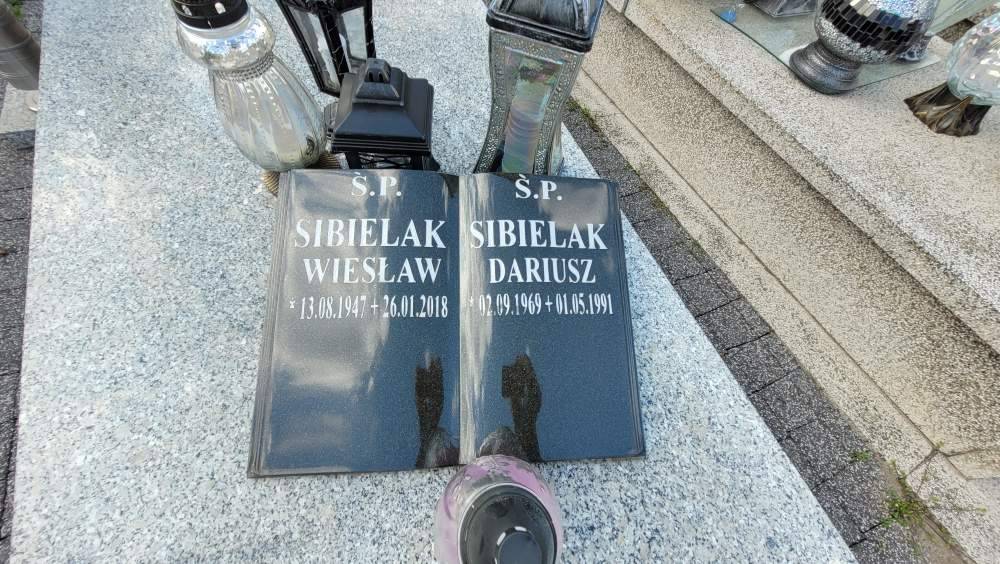 Ś.P.
SIBIELAK
WIESŁAW
* 13.08.1947 + 26.01.2018
Ś.P.
SIBIELAK
DARIUSZ
* 02.09.1969 + 01.05.1991